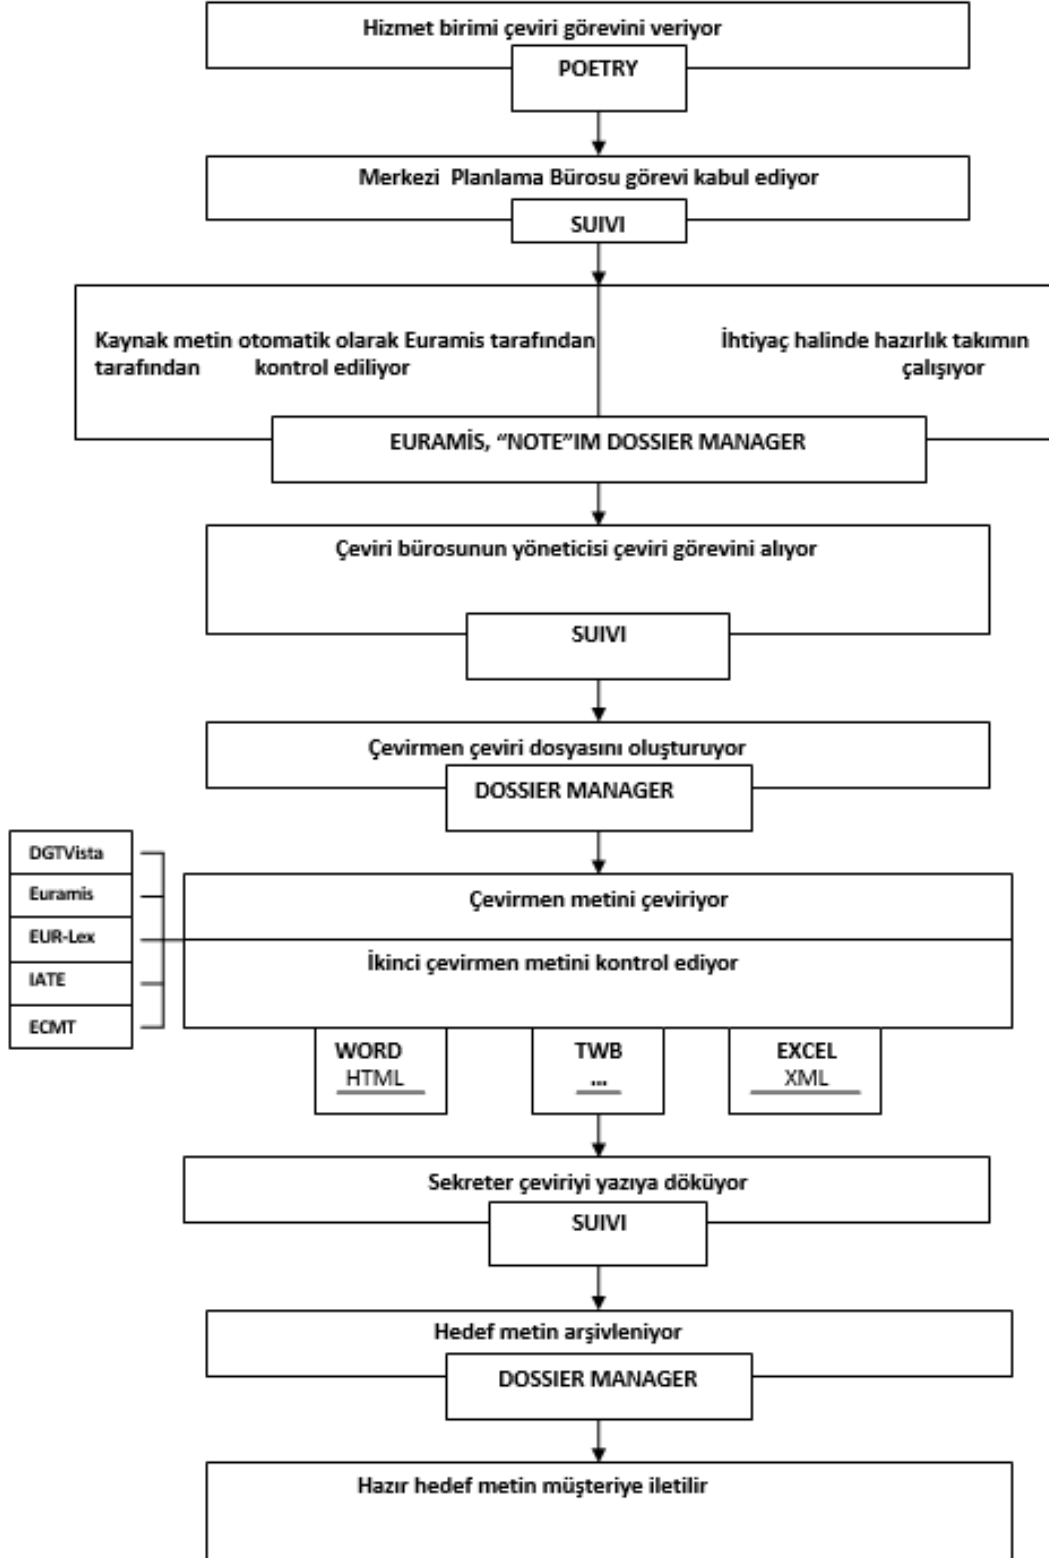 Hizmet birimi çeviri görevini veriyor
POETRY
Merkezi Planlama Bürosu görevi kabul ediyor
SUIVI
Kaynak metin otomatik olarak Euramis tarafından
tarafından kontrol ediliyor
İhtiyaç halinde hazırlık takımın
çalışıyor
EURAMİS, “NOTE”IM DOSSIER MANAGER
Çeviri bürosunun yöneticisi çeviri görevini alıyor
SUIVI
Çevirmen çeviri dosyasını oluşturuyor
DOSSIER MANAGER
DGTVista
Euramis
EUR-Lex
IATE
ECMT
Çevirmen metini çeviriyor
İkinci çevirmen metini kontrol ediyor
WORD
HTML
TWB
...
EXCEL
XML
Sekreter çeviriyi yazıya döküyor
SUIVI
Hedef metin arşivleniyor
DOSSIER MANAGER
Hazır hedef metin müşteriye iletilir